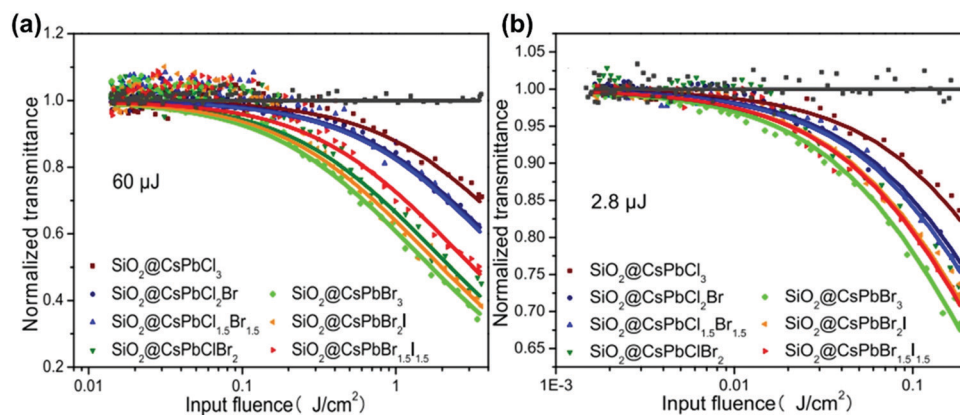 (a)
Normalized transmittance
1.2
1.0
0.8
0.6
0.4
0.2
60 μJ
SiO₂@CsPbCl₃
SiO₂@CsPbCl₂Br
SiO₂@CsPbCl₁.₅Br₁.₅
SiO₂@CsPbClBr₂
SiO₂@CsPbBr₃
SiO₂@CsPbBr₂I
SiO₂@CsPbBr₁.₅I₁.₅
0.01
0.1
1
Input fluence( J/cm²)
(b)
Normalized transmittance
1.05
1.00
0.95
0.90
0.85
0.80
0.75
0.70
0.65
2.8 μJ
SiO₂@CsPbCl₃
SiO₂@CsPbCl₂Br
SiO₂@CsPbCl₁.₅Br₁.₅
SiO₂@CsPbClBr₂
SiO₂@CsPbBr₃
SiO₂@CsPbBr₂I
SiO₂@CsPbBr₁.₅I₁.₅
1E-3
0.01
0.1
Input fluence( J/cm²)